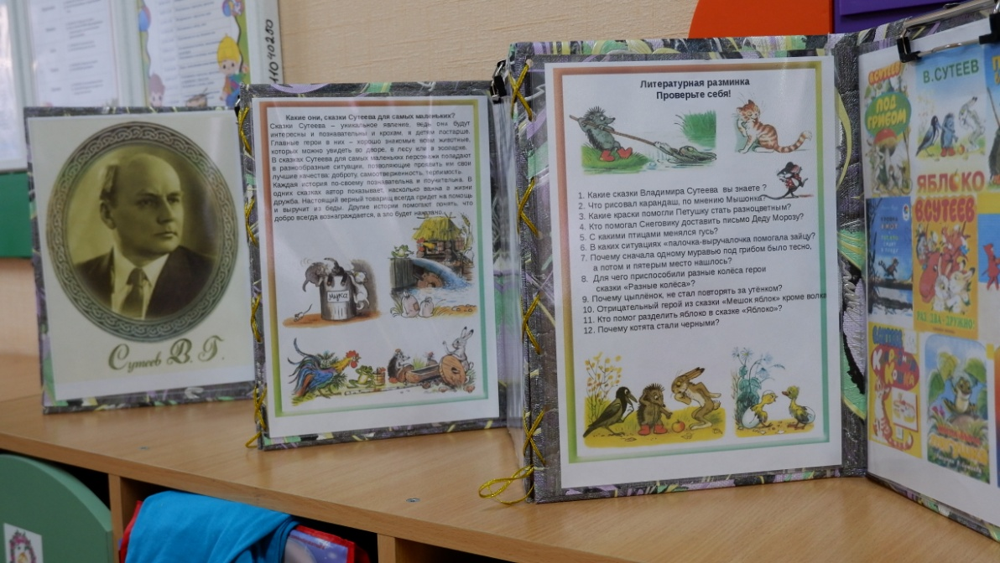 Н040250
Сутеев В. Г.
Какие они, сказки Сутеева для самых маленьких?
Сказки Сутеева – уникальное явление, ведь они будут
интересны и познавательны и крохам, и детям постарше.
Главные герои в них – хорошо знакомые всем животные,
которых можно увидеть во дворе, в лесу или в зоопарке.
В сказках Сутеева для самых маленьких персонажи попадают
в разнообразные ситуации, позволяющие проявить им свои
лучшие качества: доброту, самоотверженность, терпимость.
Каждая история по-своему познавательна и поучительна. В
одних сказках автор показывает, насколько важна в жизни
дружба. Настоящий верный товарищ всегда придет на помощь
и выручит из беды. Другие истории помогают понять, что
добро всегда вознаграждается, а зло будет наказано.
Мука
Литературная разминка
Проверьте себя!
1. Какие сказки Владимира Сутеева вы знаете ?
2. Что рисовал карандаш, по мнению Мышонка?
3. Какие краски помогли Петушку стать разноцветным?
4. Кто помогал Снеговику доставить письмо Деду Морозу?
5. С какими птицами менялся гусь?
6. В каких ситуациях «палочка-выручалочка помогала зайцу?
7. Почему сначала одному муравью под грибом было тесно,
а потом и пятерым место нашлось?
8. Для чего приспособили разные колёса герои
сказки «Разные колёса»?
9. Почему цыплёнок, не стал повторять за утёнком?
10. Отрицательный герой из сказки «Мешок яблок» кроме волка
11. Кто помог разделить яблоко в сказке «Яблоко»?
12. Почему котята стали черными?
В.СУТЕЕВ
ПОД
ГРИБОМ
В.СУТЕЕВ
ЯБЛОКО
В.СУТЕЕВ
РАЗ, ДВА - ДРУЖНО!